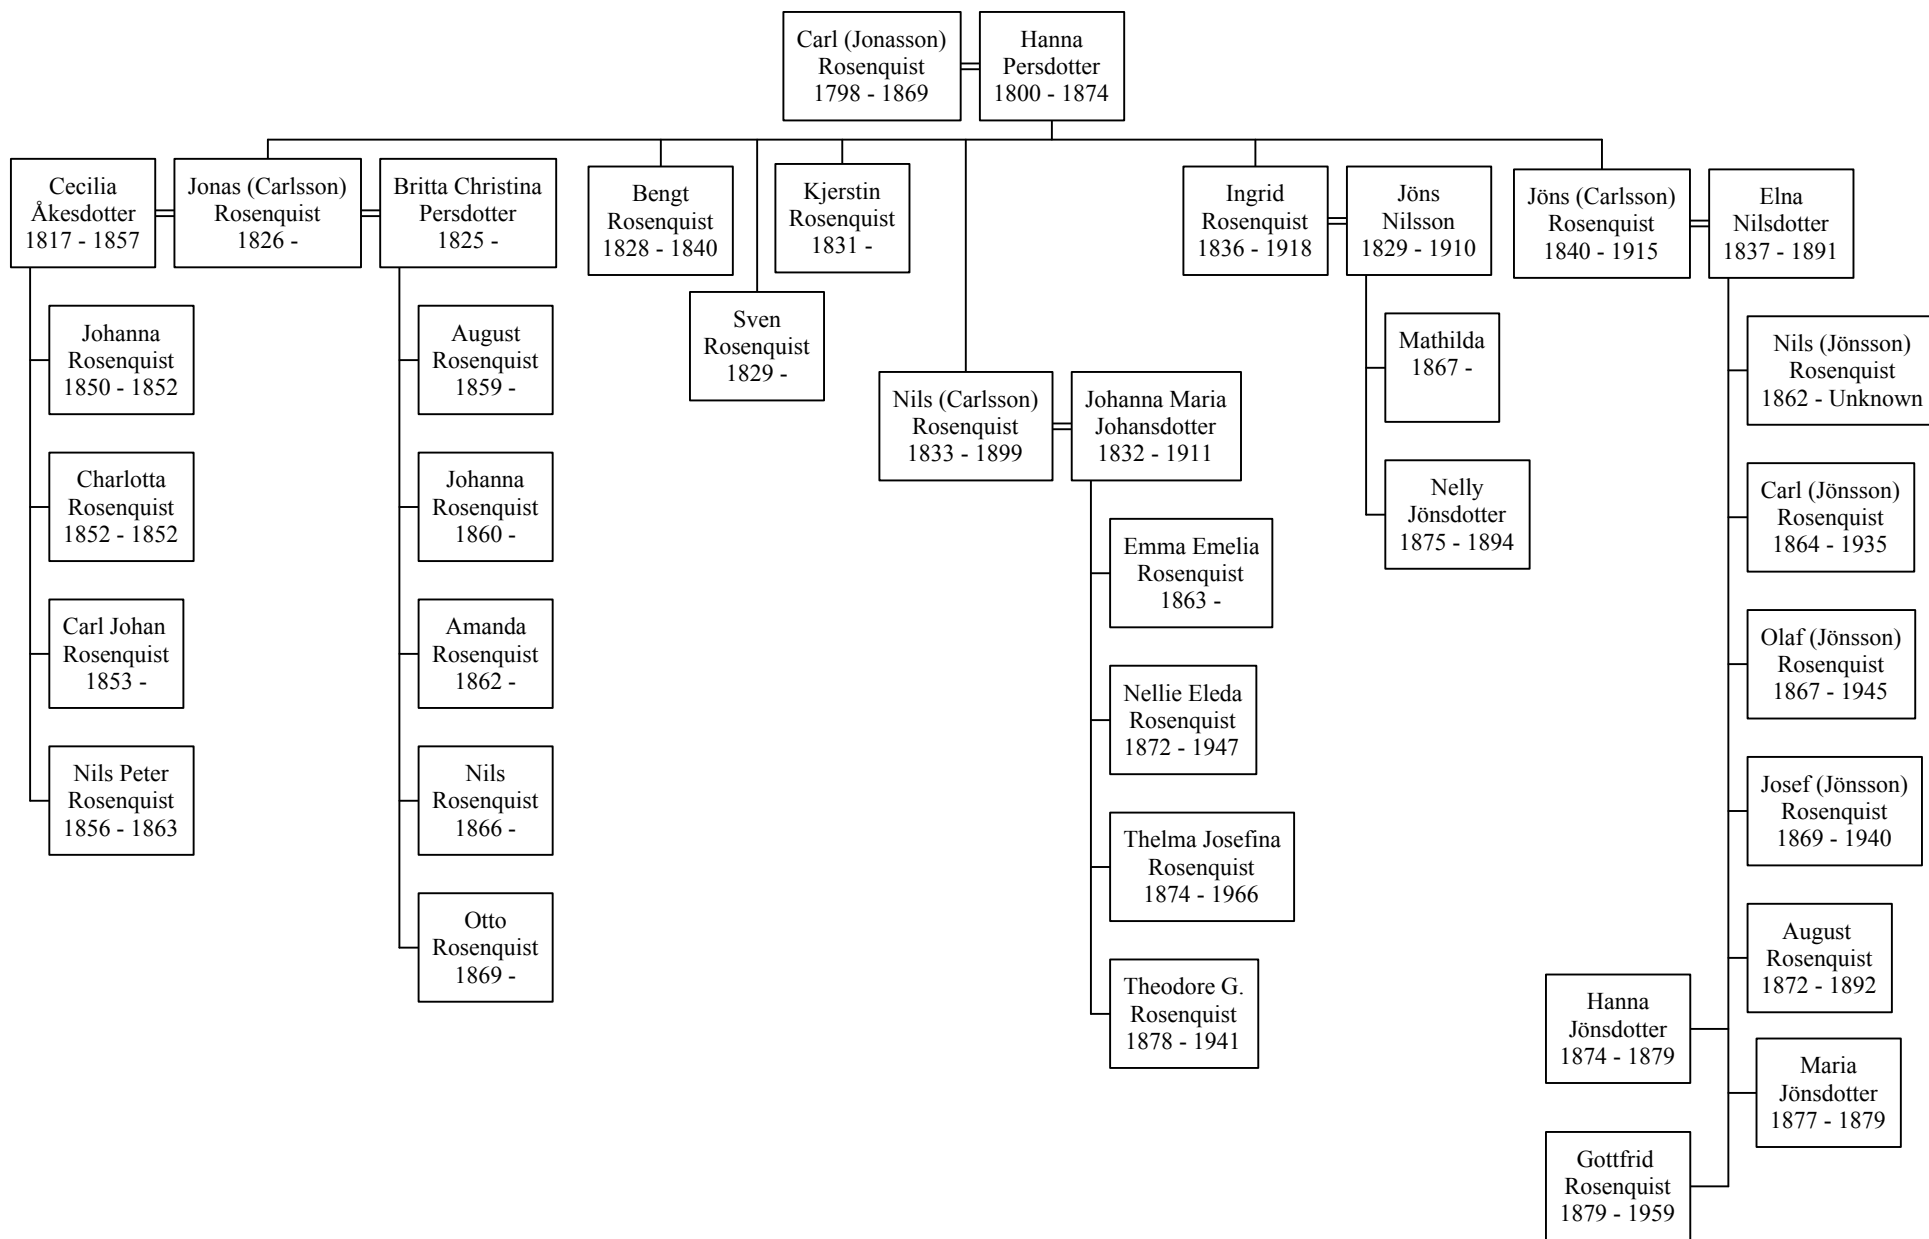 Carl (Jonasson)
Rosenquist
1798 - 1869
Hanna
Persdotter
1800 - 1874
Cecilia
Åkesdotter
1817 - 1857
Jonas (Carlsson)
Rosenquist
1826 -
Britta Christina
Persdotter
1825 -
Bengt
Rosenquist
1828 - 1840
Kjerstin
Rosenquist
1831 -
Ingrid
Rosenquist
1836 - 1918
Jöns
Nilsson
1829 - 1910
Jöns (Carlsson)
Rosenquist
1840 - 1915
Elna
Nilsdotter
1837 - 1891
Sven
Rosenquist
1829 -
Nils (Carlsson)
Rosenquist
1833 - 1899
Johanna Maria
Johansdotter
1832 - 1911
Johanna
Rosenquist
1850 - 1852
Charlotta
Rosenquist
1852 - 1852
Carl Johan
Rosenquist
1853 -
Nils Peter
Rosenquist
1856 - 1863
August
Rosenquist
1859 -
Johanna
Rosenquist
1860 -
Amanda
Rosenquist
1862 -
Nils
Rosenquist
1866 -
Otto
Rosenquist
1869 -
Emma Emelia
Rosenquist
1863 -
Nellie Eleda
Rosenquist
1872 - 1947
Thelma Josefina
Rosenquist
1874 - 1966
Theodore G.
Rosenquist
1878 - 1941
Mathilda
1867 -
Nelly
Jönsdotter
1875 - 1894
Nils (Jönsson)
Rosenquist
1862 - Unknown
Carl (Jönsson)
Rosenquist
1864 - 1935
Olaf (Jönsson)
Rosenquist
1867 - 1945
Josef (Jönsson)
Rosenquist
1869 - 1940
August
Rosenquist
1872 - 1892
Hanna
Jönsdotter
1874 - 1879
Maria
Jönsdotter
1877 - 1879
Gottfrid
Rosenquist
1879 - 1959